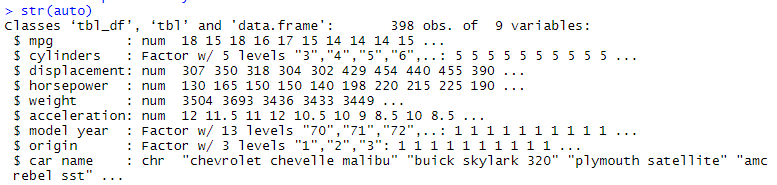 > str(auto)
Classes ‘tbl_df’, ‘tbl’ and 'data.frame':	398 obs. of  9 variables:
 $ mpg         : num  18 15 18 16 17 15 14 14 14 15 ...
 $ cylinders   : Factor w/ 5 levels "3","4","5","6",..: 5 5 5 5 5 5 5 5 5 5 ...
 $ displacement: num  307 350 318 304 302 429 454 440 455 390 ...
 $ horsepower  : num  130 165 150 150 140 198 220 215 225 190 ...
 $ weight      : num  3504 3693 3436 3433 3449 ...
 $ acceleration: num  12 11.5 11 12 10.5 10 9 8.5 10 8.5 ...
 $ model year  : Factor w/ 13 levels "70","71","72",..: 1 1 1 1 1 1 1 1 1 1 ...
 $ origin      : Factor w/ 3 levels "1","2","3": 1 1 1 1 1 1 1 1 1 1 ...
 $ car name    : chr  "chevrolet chevelle malibu" "buick skylark 320" "plymouth satellite" "amc
 rebel sst" ...